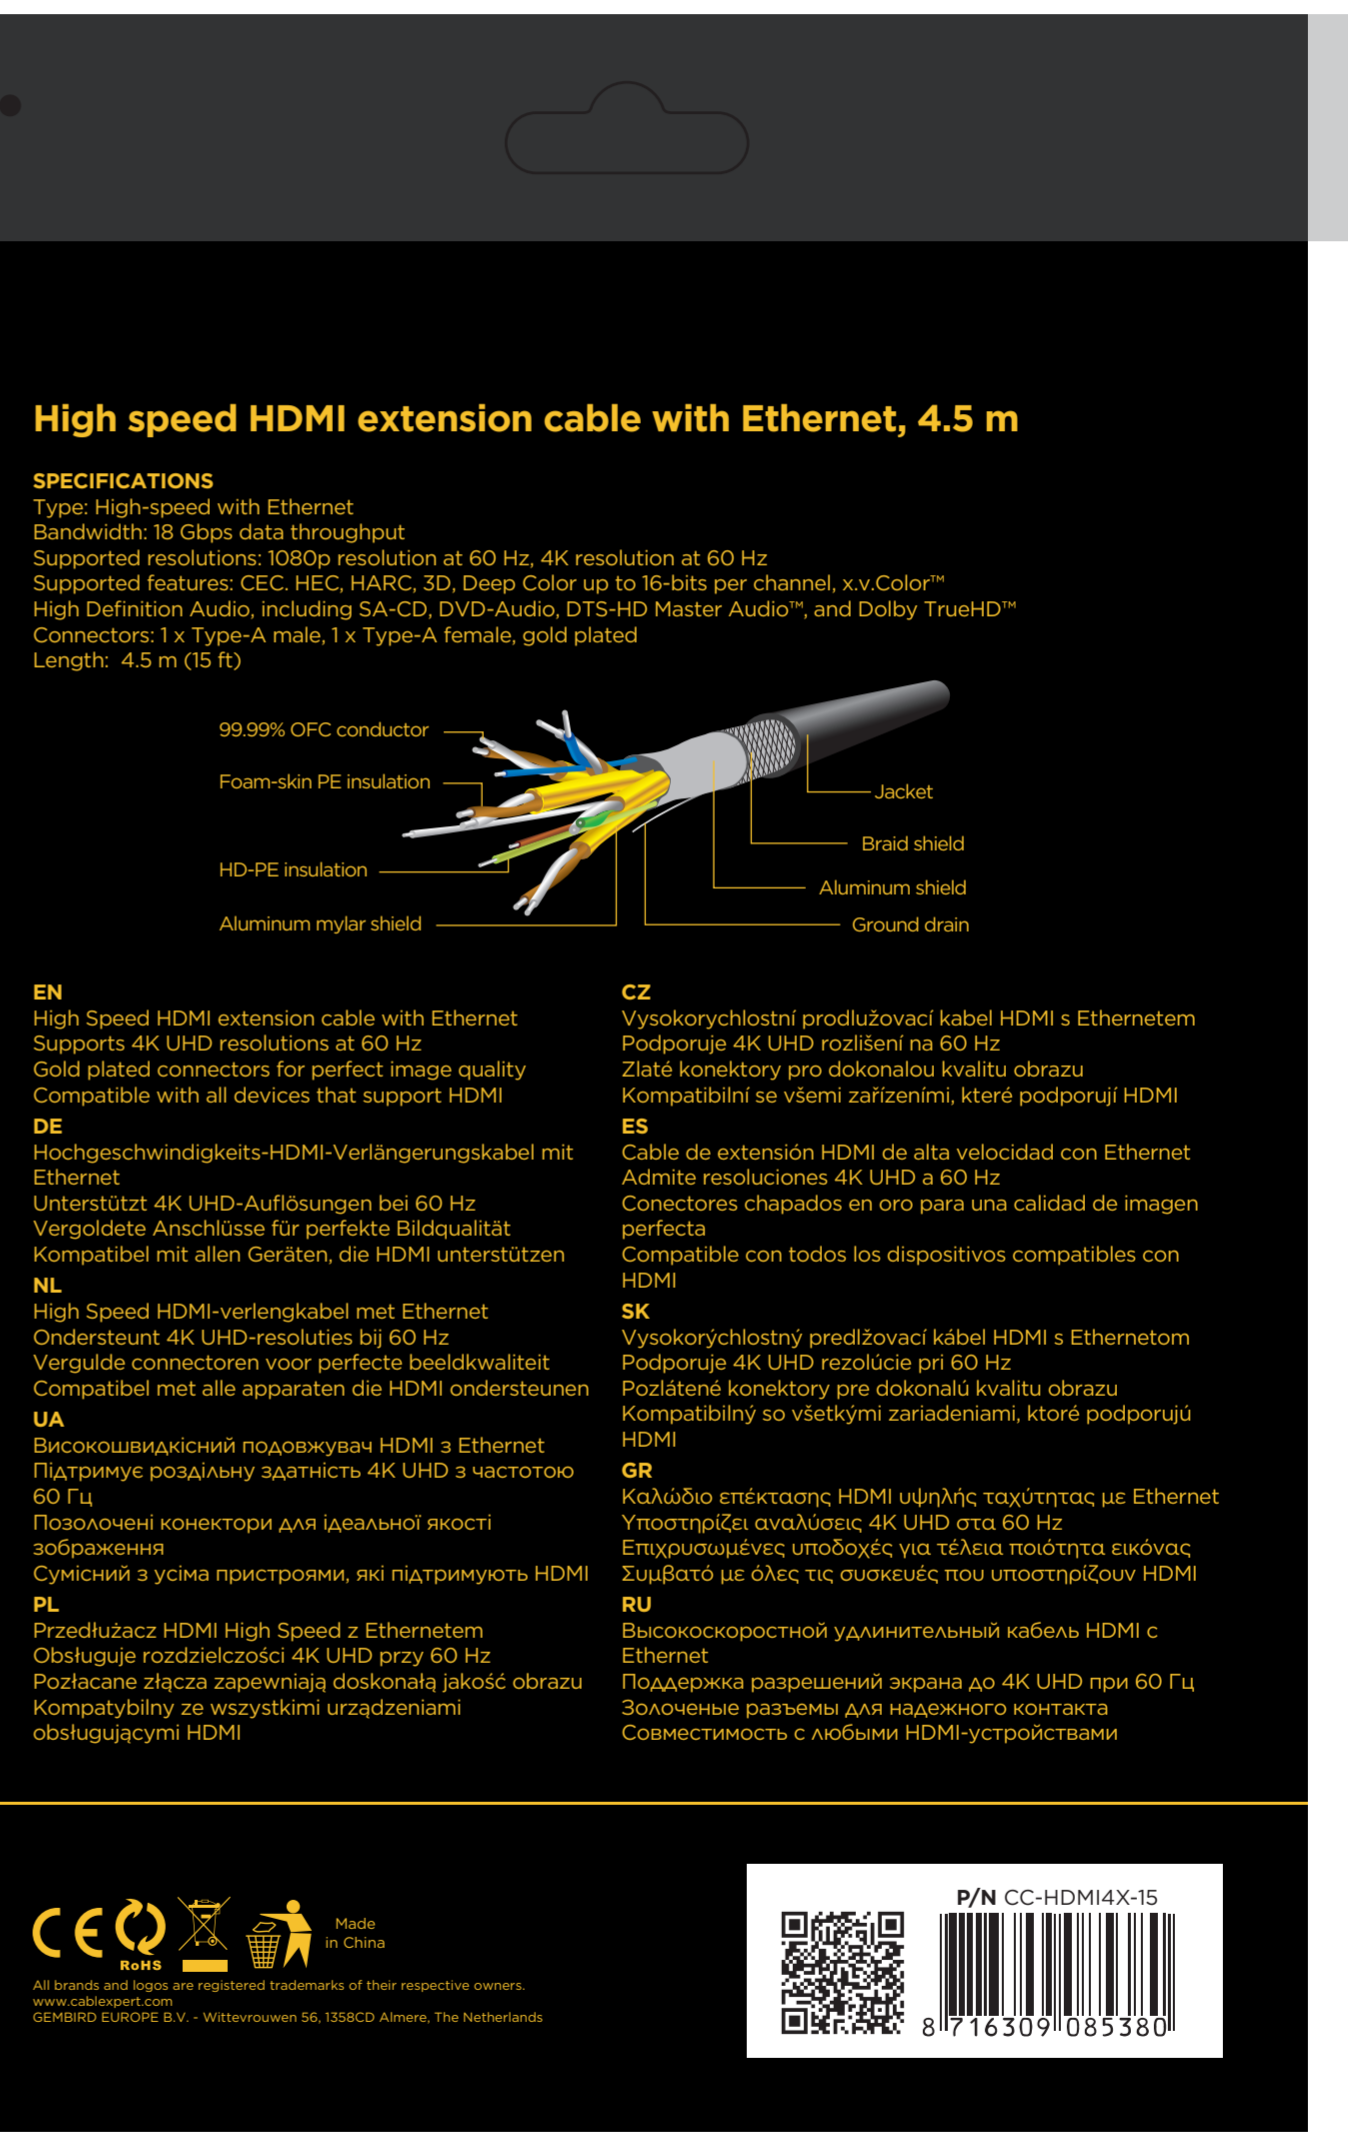 High speed HDMI extension cable with Ethernet, 4.5 m
SPECIFICATIONS
Type: High-speed with Ethernet
Bandwidth: 18 Gbps data throughput
Supported resolutions: 1080p resolution at 60 Hz, 4K resolution at 60 Hz
Supported features: CEC. HEC, HARC, 3D, Deep Color up to 16-bits per channel, x.v.Color™
High Definition Audio, including SA-CD, DVD-Audio, DTS-HD Master Audio™, and Dolby TrueHD™
Connectors: 1 x Type-A male, 1 x Type-A female, gold plated
Length: 4.5 m (15 ft)
99.99% OFC conductor
Foam-skin PE insulation
HD-PE insulation
Aluminum mylar shield
Jacket
Braid shield
Aluminum shield
Ground drain
EN
High Speed HDMI extension cable with Ethernet
Supports 4K UHD resolutions at 60 Hz
Gold plated connectors for perfect image quality
Compatible with all devices that support HDMI
DE
Hochgeschwindigkeits-HDMI-Verlängerungskabel mit
Ethernet
Unterstützt 4K UHD-Auflösungen bei 60 Hz
Vergoldete Anschlüsse für perfekte Bildqualität
Kompatibel mit allen Geräten, die HDMI unterstützen
NL
High Speed HDMI-verlengkabel met Ethernet
Ondersteunt 4K UHD-resoluties bij 60 Hz
Vergulde connectoren voor perfecte beeldkwaliteit
Compatibel met alle apparaten die HDMI ondersteunen
UA
Високошвидкісний подовжувач HDMI з Ethernet
Підтримує роздільну здатність 4K UHD з частотою
60 Гц
Позолочені конектори для ідеальної якості
зображення
Сумісний з усіма пристроями, які підтримують HDMI
PL
Przedłużacz HDMI High Speed z Ethernetem
Obsługuje rozdzielczości 4K UHD przy 60 Hz
Pozłacane złącza zapewniają doskonałą jakość obrazu
Kompatybilny ze wszystkimi urządzeniami
obsługującymi HDMI
CZ
Vysokorychlostní prodlužovací kabel HDMI s Ethernetem
Podporuje 4K UHD rozlišení na 60 Hz
Zlaté konektory pro dokonalou kvalitu obrazu
Kompatibilní se všemi zařízeními, které podporují HDMI
ES
Cable de extensión HDMI de alta velocidad con Ethernet
Admite resoluciones 4K UHD a 60 Hz
Conectores chapados en oro para una calidad de imagen
perfecta
Compatible con todos los dispositivos compatibles con
HDMI
SK
Vysokorýchlostný predlžovací kábel HDMI s Ethernetom
Podporuje 4K UHD rezolúcie pri 60 Hz
Pozlátené konektory pre dokonalú kvalitu obrazu
Kompatibilný so všetkými zariadeniami, ktoré podporujú
HDMI
GR
Καλώδιο επέκτασης HDMI υψηλής ταχύτητας με Ethernet
Υποστηρίζει αναλύσεις 4K UHD στα 60 Hz
Επιχρυσωμένες υποδοχές για τέλεια ποιότητα εικόνας
Συμβατό με όλες τις συσκευές που υποστηρίζουν HDMI
RU
Высокоскоростной удлинительный кабель HDMI с
Ethernet
Поддержка разрешений экрана до 4K UHD при 60 Гц
Золоченые разъемы для надежного контакта
Совместимость с любыми HDMI-устройствами
CE
RoHS
Made
in China
All brands and logos are registered trademarks of their respective owners.
www.cablexpert.com
GEMBIRD EUROPE B.V. - Wittevrouwen 56, 1358CD Almere, The Netherlands
P/N CC-HDMI4X-15
8 716309 085380